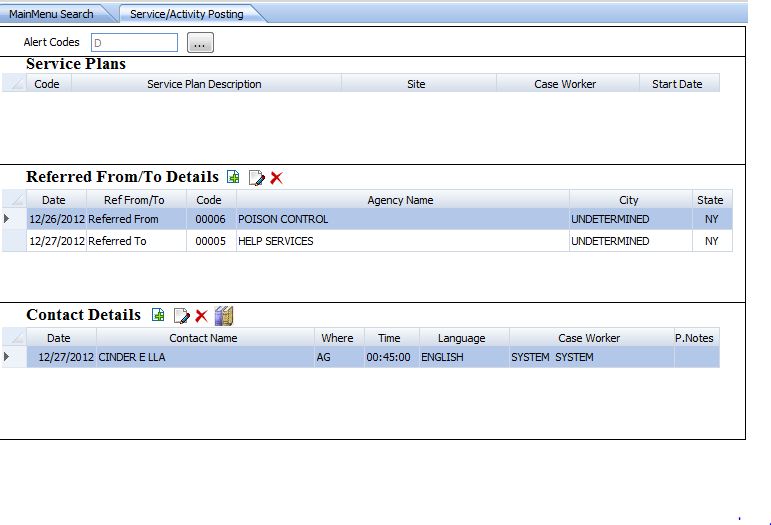 MainMenu Search Service/Activity Posting
Alert Codes D ...
Service Plans
Code Service Plan Description Site Case Worker Start Date
Referred From/To Details
Date Ref From/To Code Agency Name City State
12/26/2012 Referred From 00006 POISON CONTROL UNDETERMINED NY
12/27/2012 Referred To 00005 HELP SERVICES UNDETERMINED NY
Contact Details
Date Contact Name Where Time Language Case Worker P.Notes
12/27/2012 CINDER E LLA AG 00:45:00 ENGLISH SYSTEM SYSTEM